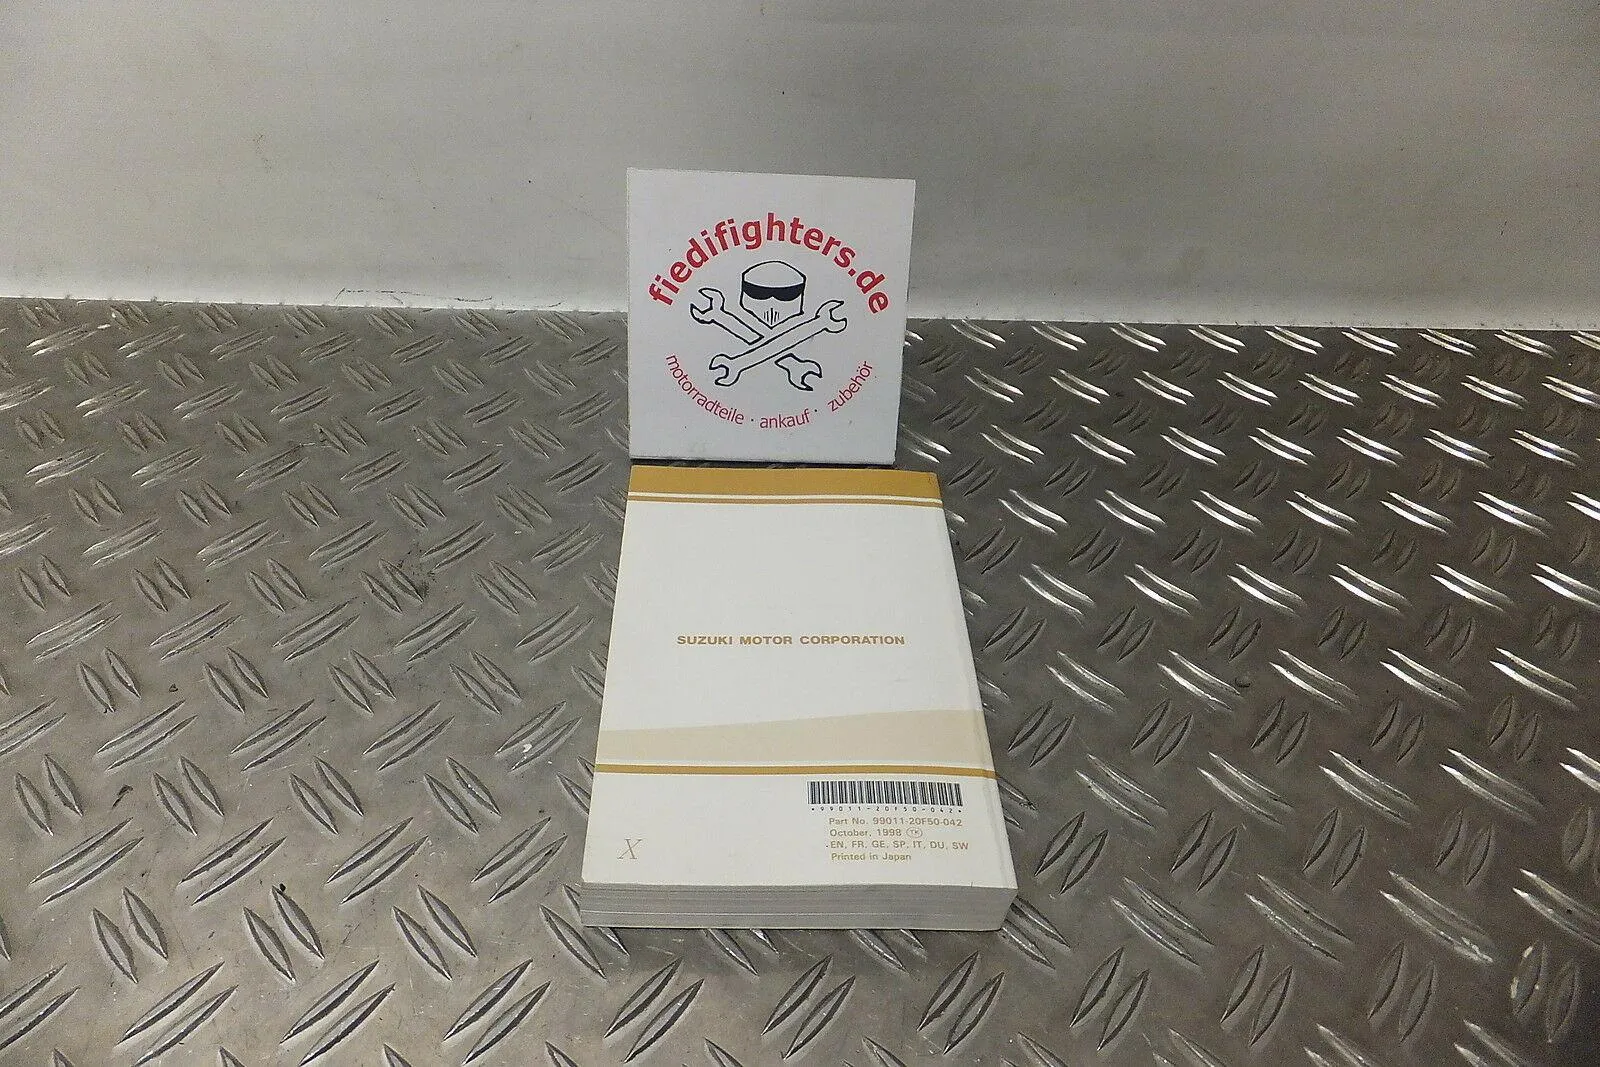 fiedifighters.de
motorradteile · ankauf · zubehör
SUZUKI MOTOR CORPORATION
*99011-20F50-042*
Part No. 99011-20F50-042
October, 1998 TK
EN, FR, GE, SP, IT, DU, SW
Printed in Japan
X